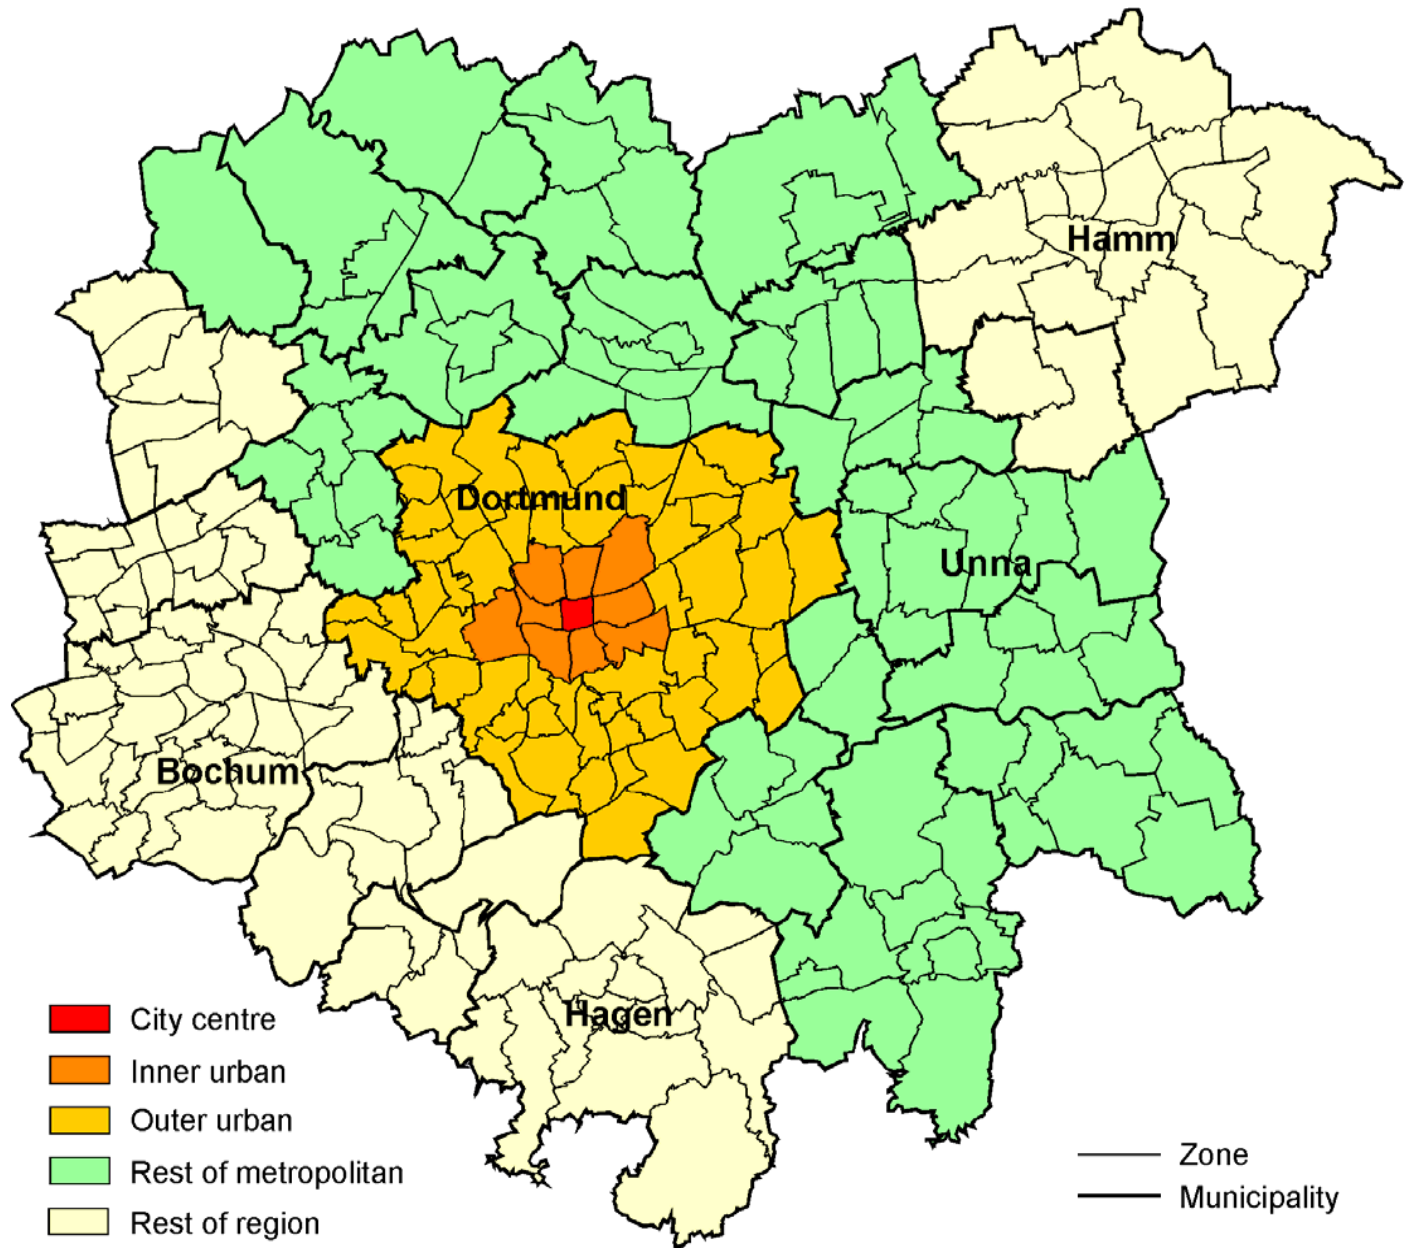 Hamm
Dortmund
Unna
Bochum
Hagen
City centre
Inner urban
Outer urban
Rest of metropolitan
Rest of region
Zone
Municipality